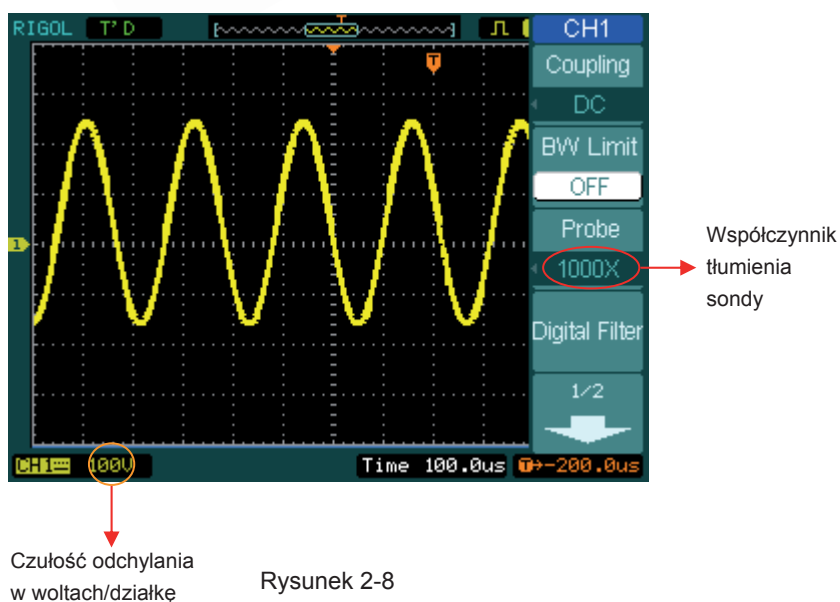 RIGOL T'D T CH1
Coupling
T
DC
BW Limit
OFF
Probe
1
1000X
Współczynnik
tłumienia
sondy
Digital Filter
1/2
CH1 100V Time 100.0us T→-200.0us
Czułość odchylania
w woltach/działkę
Rysunek 2-8